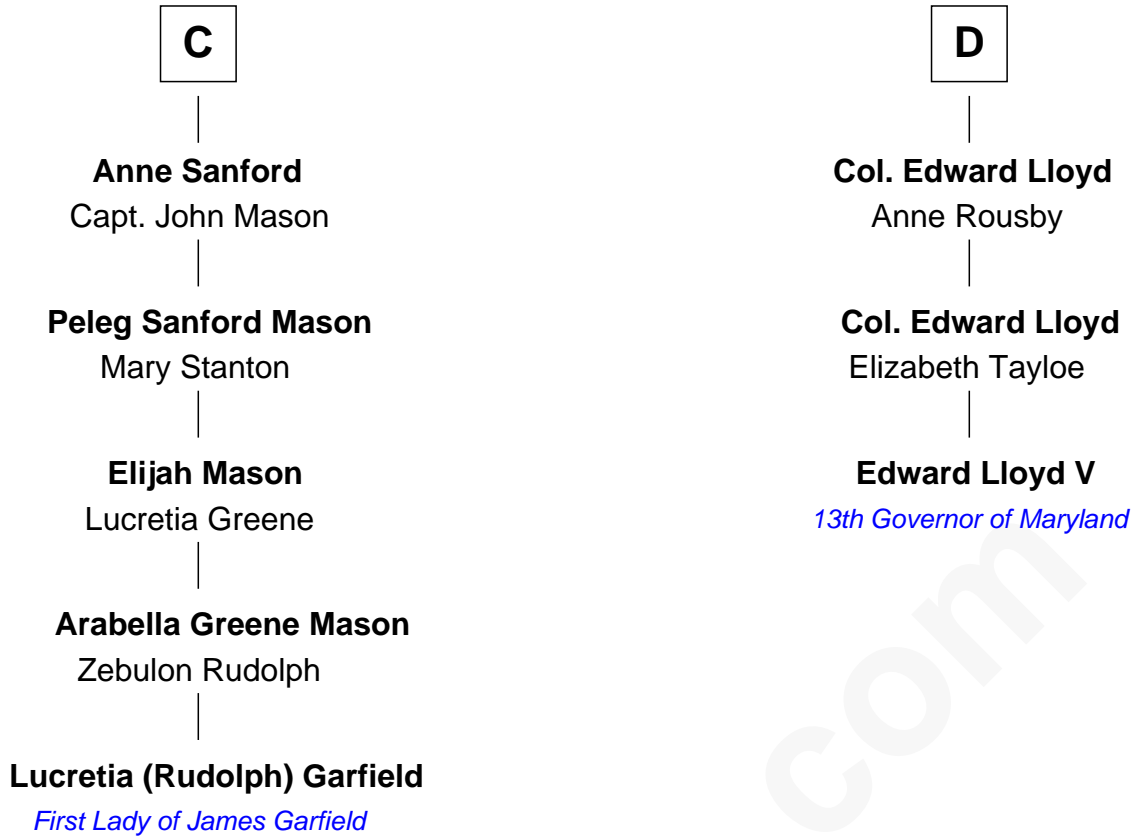 C
Anne Sanford
Capt. John Mason
Peleg Sanford Mason
Mary Stanton
Elijah Mason
Lucretia Greene
Arabella Greene Mason
Zebulon Rudolph
Lucretia (Rudolph) Garfield
First Lady of James Garfield
D
Col. Edward Lloyd
Anne Rousby
Col. Edward Lloyd
Elizabeth Tayloe
Edward Lloyd V
13th Governor of Maryland
com